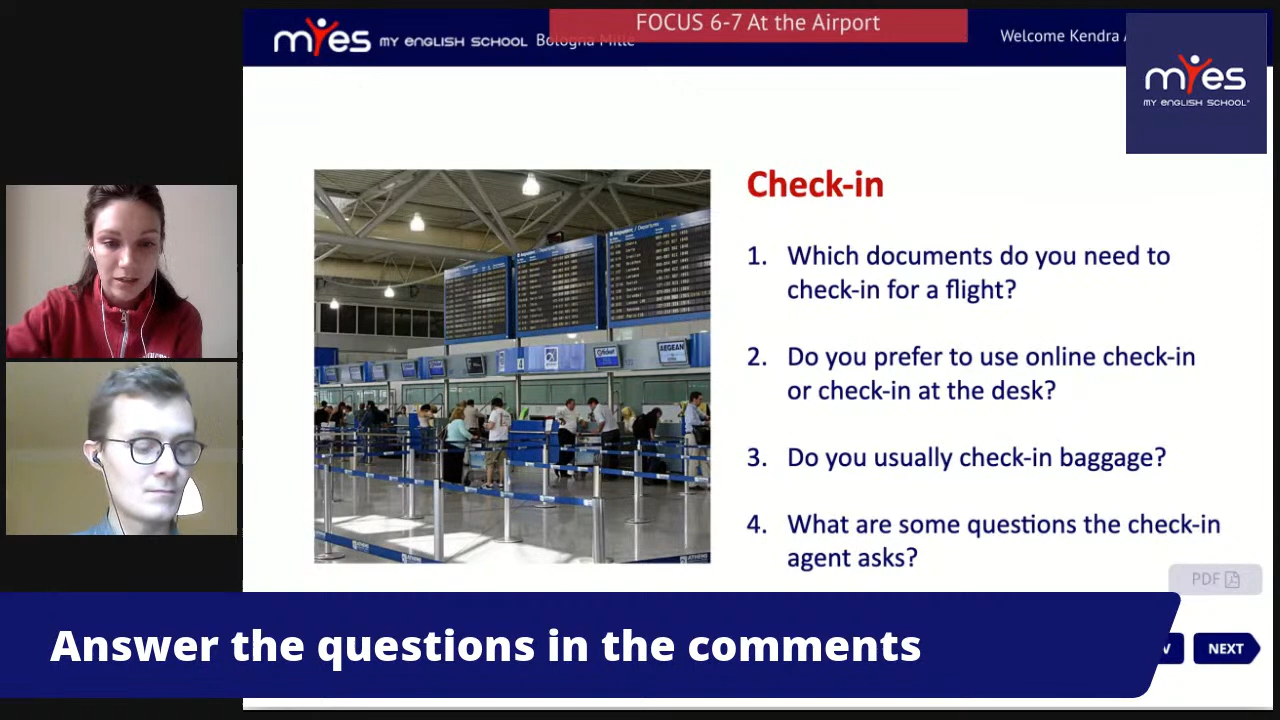 FOCUS 6-7 At the Airport
myes MY ENGLISH SCHOOL Bologna Mille
Welcome Kendra
myes
MY ENGLISH SCHOOL
Check-in
1. Which documents do you need to
check-in for a flight?
2. Do you prefer to use online check-in
or check-in at the desk?
3. Do you usually check-in baggage?
4. What are some questions the check-in
agent asks?
AEGEAN
PDF
Answer the questions in the comments
NEXT